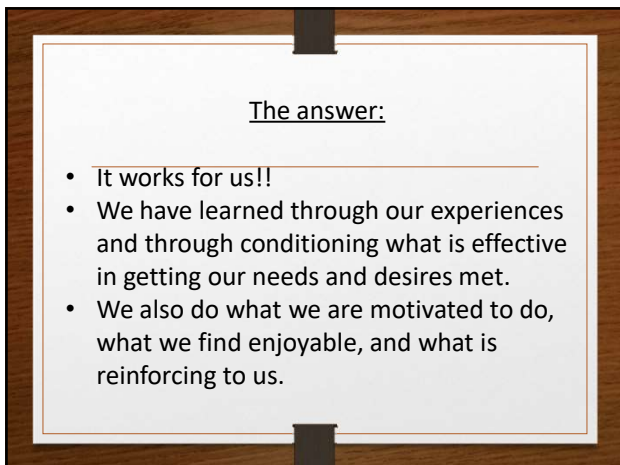 The answer:
• It works for us!!
• We have learned through our experiences
and through conditioning what is effective
in getting our needs and desires met.
• We also do what we are motivated to do,
what we find enjoyable, and what is
reinforcing to us.